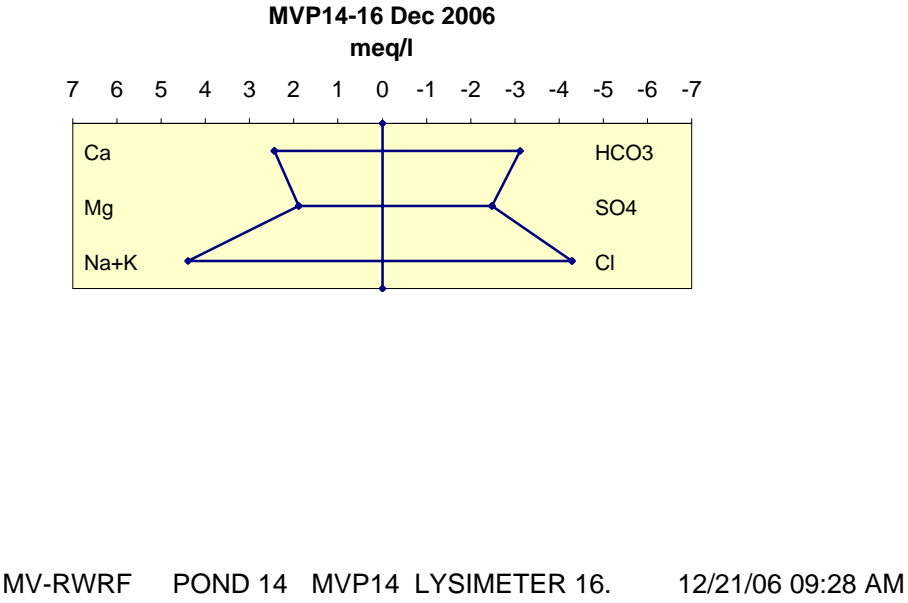 MVP14-16 Dec 2006
meq/l
7 6 5 4 3 2 1 0 -1 -2 -3 -4 -5 -6 -7
Ca HCO3
Mg SO4
Na+K Cl
MV-RWRF POND 14 MVP14 LYSIMETER 16. 12/21/06 09:28 AM